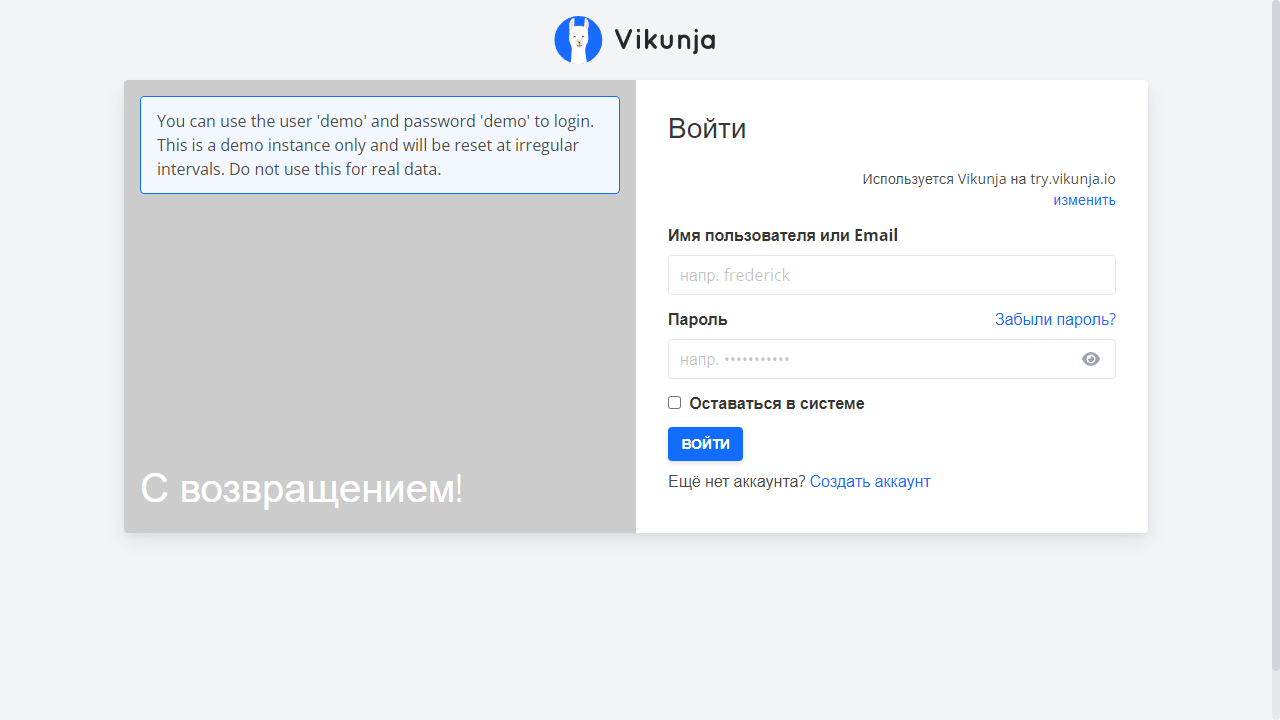 Vikunja
You can use the user 'demo' and password 'demo' to login.
This is a demo instance only and will be reset at irregular
intervals. Do not use this for real data.
С возвращением!
Войти
Используется Vikunja на try.vikunja.io
изменить
Имя пользователя или Email
напр. frederick
Пароль Забыли пароль?
напр. •••••••••••
Оставаться в системе
ВОЙТИ
Ещё нет аккаунта? Создать аккаунт